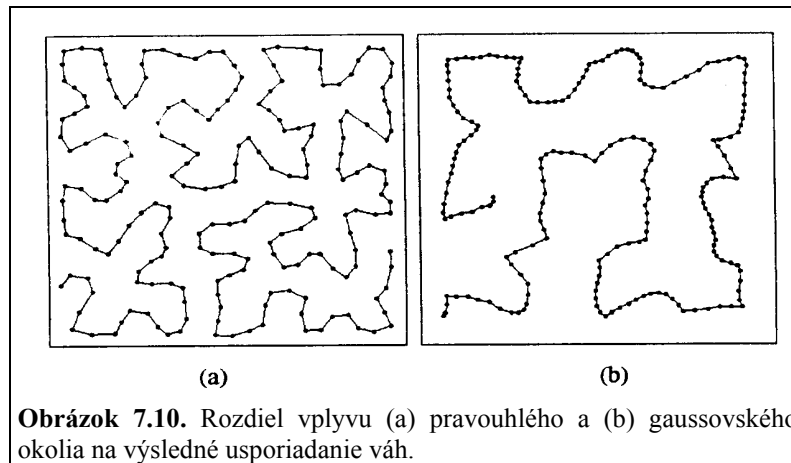 (a)
(b)
Obrázok 7.10. Rozdiel vplyvu (a) pravouhlého a (b) gaussovského
okolia na výsledné usporiadanie váh.